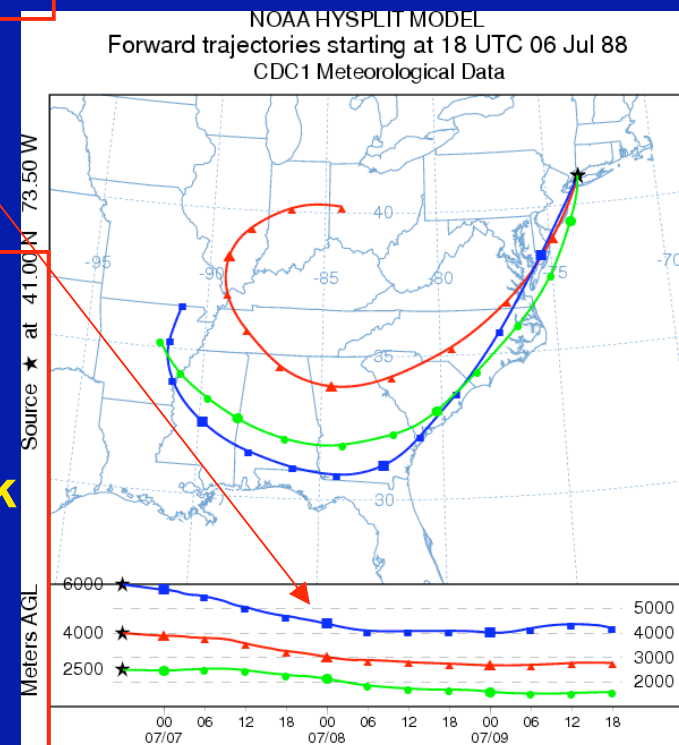 NOAA HYSPLIT MODEL
Forward trajectories starting at 18 UTC 06 Jul 88
CDC1 Meteorological Data
Source ★ at 41.00 N 73.50 W
-95
-90
-85
-80
-75
-70
40
35
30
k
Meters AGL
6000
4000
2500
5000
4000
3000
2000
00 06 12 18 00 06 12 18 00 06 12 18
07/07 07/08 07/09